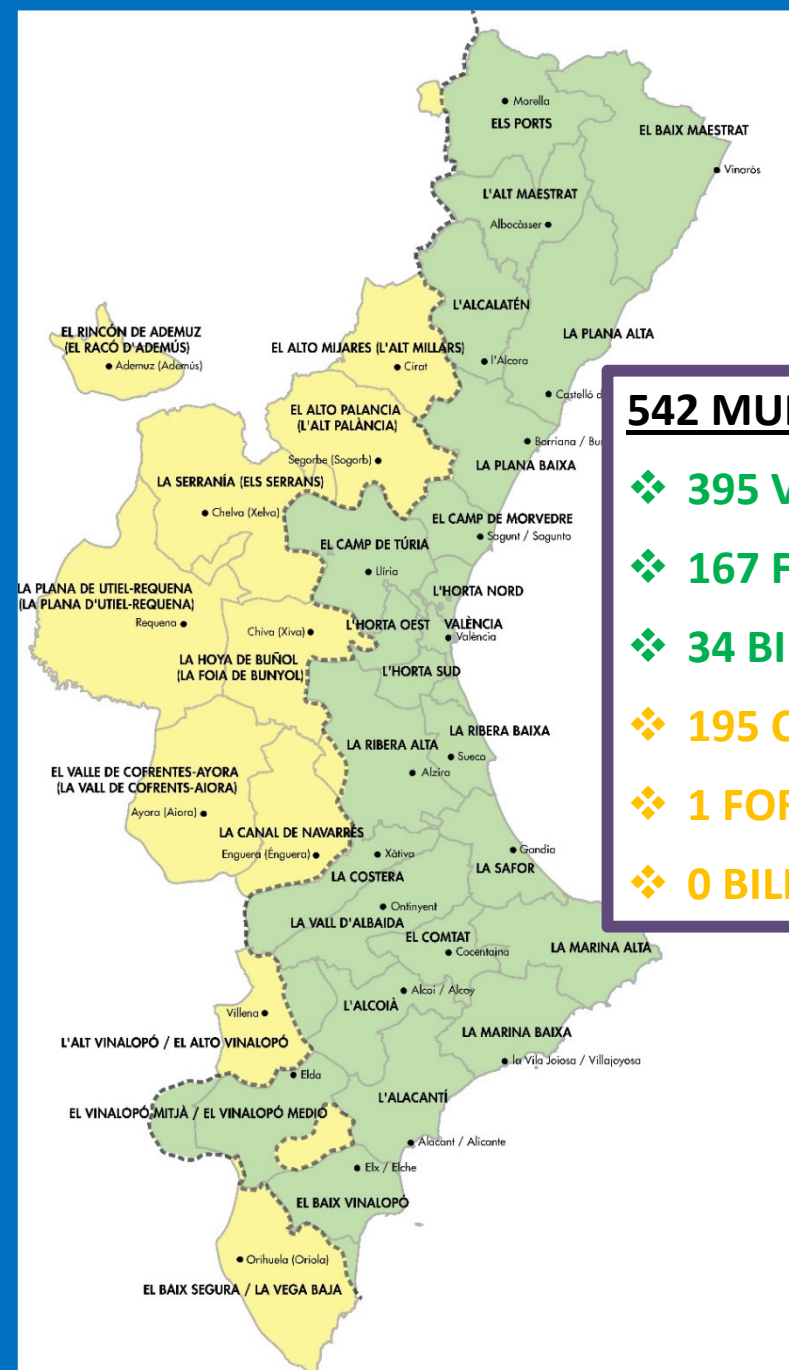 Morella
ELS PORTS
EL BAIX MAESTRAT
Vinaròs
L'ALT MAESTRAT
Albocàsser
L'ALCALATÉN
EL RINCÓN DE ADEMUZ
(EL RACÓ D'ADEMÚS)
Ademuz (Ademús)
LA PLANA ALTA
EL ALTO MIJARES (L'ALT MILLARS)
Cirat
l'Alcora
Castelló d
EL ALTO PALANCIA
(L'ALT PALÀNCIA)
Segorbe (Sogorb)
Borriana / Bu
LA PLANA BAIXA
LA SERRANÍA (ELS SERRANS)
Chelva (Xelva)
EL CAMP DE MORVEDRE
Sagunt / Sagunto
EL CAMP DE TÚRIA
Llíria
LA PLANA DE UTIEL-REQUENA
(LA PLANA D'UTIEL-REQUENA)
Requena
L'HORTA NORD
L'HORTA OEST
VALÈNCIA
València
Chiva (Xiva)
LA HOYA DE BUÑOL
(LA FOIA DE BUNYOL)
L'HORTA SUD
LA RIBERA BAIXA
Sueca
LA RIBERA ALTA
Alzira
EL VALLE DE COFRENTES-AYORA
(LA VALL DE COFRENTS-AIORA)
Ayora (Aiora)
LA CANAL DE NAVARRÉS
Enguera (Énguera)
Xàtiva
LA COSTERA
Gandia
LA SAFOR
Ontinyent
LA VALL D'ALBAIDA
EL COMTAT
Cocentaina
LA MARINA ALTA
Alcoi / Alcoy
L'ALCOIÀ
Villena
L'ALT VINALOPÓ / EL ALTO VINALOPÓ
LA MARINA BAIXA
la Vila Joiosa / Villajoyosa
Elda
L'ALACANTÍ
EL VINALOPÓ MITJÀ / EL VINALOPÓ MEDIO
Alacant / Alicante
Elx / Elche
EL BAIX VINALOPÓ
Orihuela (Oriola)
EL BAIX SEGURA / LA VEGA BAJA
542 MU
395 V
167 F
34 BI
195
1 FOR
0 BIL